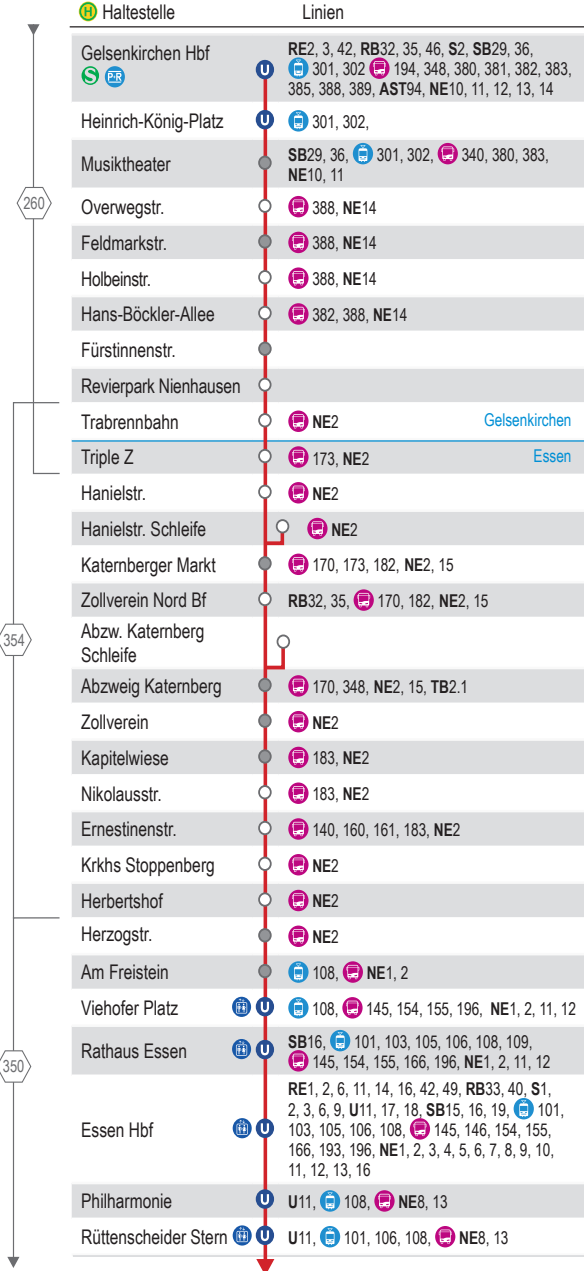 H Haltestelle Linien
Gelsenkirchen Hbf
S P+R
U
RE2, 3, 42, RB32, 35, 46, S2, SB29, 36,
301, 302 194, 348, 380, 381, 382, 383,
385, 388, 389, AST94, NE10, 11, 12, 13, 14
Heinrich-König-Platz U 301, 302,
Musiktheater
SB29, 36, 301, 302, 340, 380, 383,
NE10, 11
260
Overwegstr. 388, NE14
Feldmarkstr. 388, NE14
Holbeinstr. 388, NE14
Hans-Böckler-Allee 382, 388, NE14
Fürstinnenstr.
Revierpark Nienhausen
Trabrennbahn NE2 Gelsenkirchen
Triple Z 173, NE2 Essen
Hanielstr. NE2
Hanielstr. Schleife NE2
Katernberger Markt 170, 173, 182, NE2, 15
Zollverein Nord Bf RB32, 35, 170, 182, NE2, 15
354
Abzw. Katernberg
Schleife
Abzweig Katernberg 170, 348, NE2, 15, TB2.1
Zollverein NE2
Kapitelwiese 183, NE2
Nikolausstr. 183, NE2
Ernestinenstr. 140, 160, 161, 183, NE2
Krkhs Stoppenberg NE2
Herbertshof NE2
Herzogstr. NE2
Am Freistein 108, NE1, 2
Viehofer Platz U 108, 145, 154, 155, 196, NE1, 2, 11, 12
Rathaus Essen U
SB16, 101, 103, 105, 106, 108, 109,
145, 154, 155, 166, 196, NE1, 2, 11, 12
350
Essen Hbf U
RE1, 2, 6, 11, 14, 16, 42, 49, RB33, 40, S1,
2, 3, 6, 9, U11, 17, 18, SB15, 16, 19, 101,
103, 105, 106, 108, 145, 146, 154, 155,
166, 193, 196, NE1, 2, 3, 4, 5, 6, 7, 8, 9, 10,
11, 12, 13, 16
Philharmonie U U11, 108, NE8, 13
Rüttenscheider Stern U U11, 101, 106, 108, NE8, 13